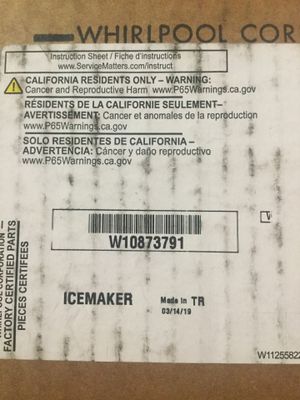 WHIRLPOOL COR
Instruction Sheet / Fiche d'instructions
www.ServiceMatters.com/instruct
CALIFORNIA RESIDENTS ONLY – WARNING:
Cancer and Reproductive Harm www.P65Warnings.ca.gov
RÉSIDENTS DE LA CALIFORNIE SEULEMENT–
AVERTISSEMENT: Cancer et anomales de la reproduction
www.P65Warnings.ca.gov
SOLO RESIDENTES DE CALIFORNIA -
ADVERTENCIA: Cáncer y daño reproductivo
www.P65Warnings.ca.gov
W10873791
ICEMAKER
Made in TR
03/14/19
W1125582
FACTORY CERTIFIED PARTS
PIECES CERTIFIÉES